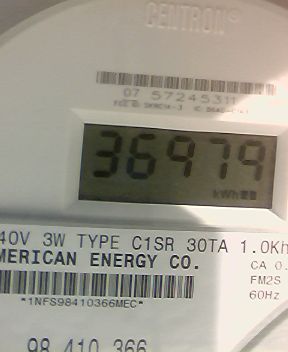 CENTRON®
07 57245311
36979
kWh
40V 3W TYPE C1SR 30TA 1.0Kh
MERICAN ENERGY CO.
CA 0.
FM2S
60Hz
*1NFS98410366MEC*
98 410 366